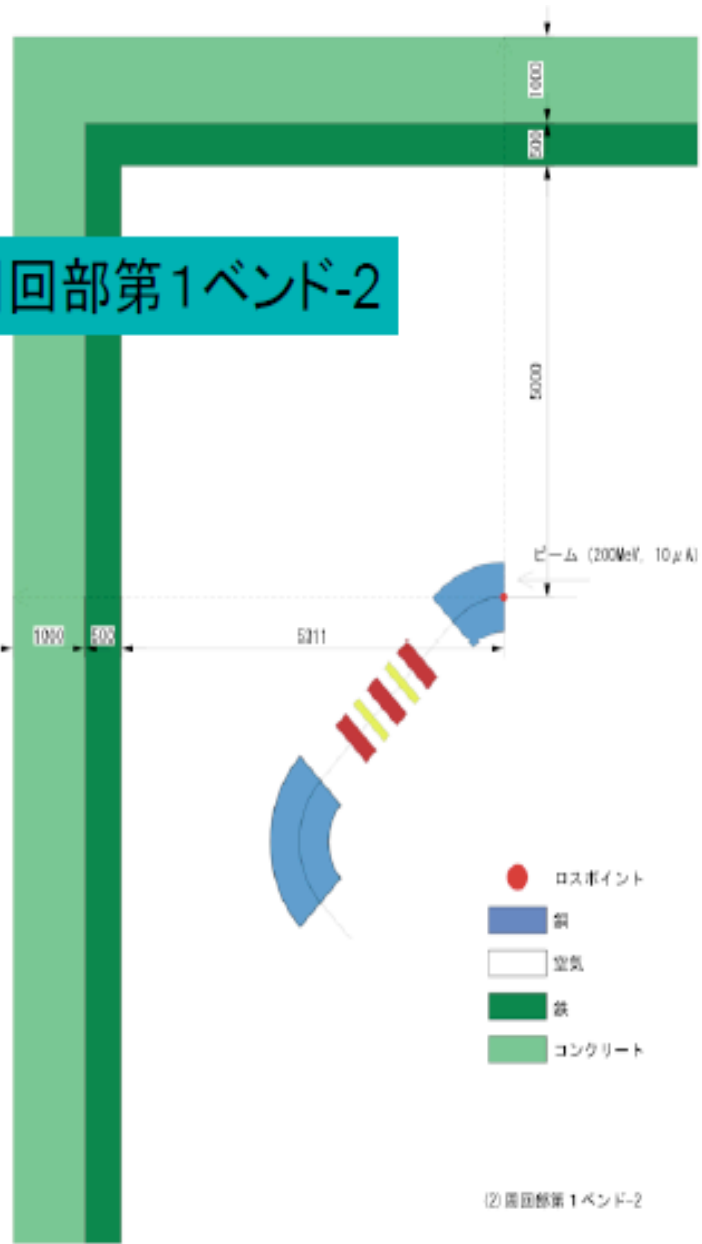 1000
500
回部第1ベンド-2
5000
ビーム (200MeV, 10μA)
1000
500
5311
ロスポイント
銅
空気
鉄
コンクリート
(2) 周回部第1ベンド-2